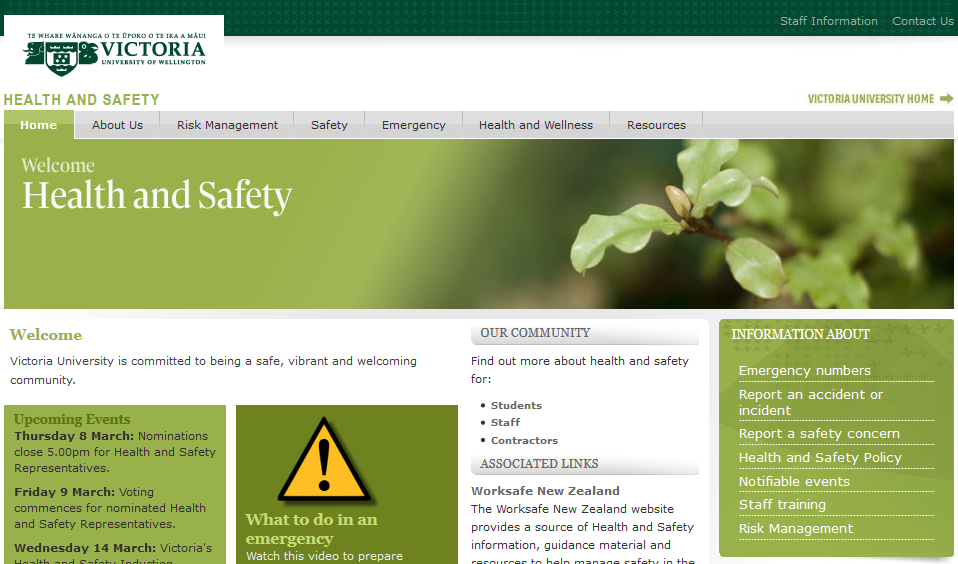 Staff Information Contact Us
TE WHARE WĀNANGA O TE ŪPOKO O TE IKA A MĀUI
VICTORIA
UNIVERSITY OF WELLINGTON
HEALTH AND SAFETY
VICTORIA UNIVERSITY HOME
Home About Us Risk Management Safety Emergency Health and Wellness Resources
Welcome
Health and Safety
Welcome
Victoria University is committed to being a safe, vibrant and welcoming
community.
Upcoming Events
Thursday 8 March: Nominations
close 5.00pm for Health and Safety
Representatives.
Friday 9 March: Voting
commences for nominated Health
and Safety Representatives.
Wednesday 14 March: Victoria's
Health and Safety Induction
What to do in an
emergency
Watch this video to prepare
OUR COMMUNITY
Find out more about health and safety
for:
Students
Staff
Contractors
ASSOCIATED LINKS
Worksafe New Zealand
The Worksafe New Zealand website
provides a source of Health and Safety
information, guidance material and
resources to help manage safety in the
INFORMATION ABOUT
Emergency numbers
Report an accident or
incident
Report a safety concern
Health and Safety Policy
Notifiable events
Staff training
Risk Management